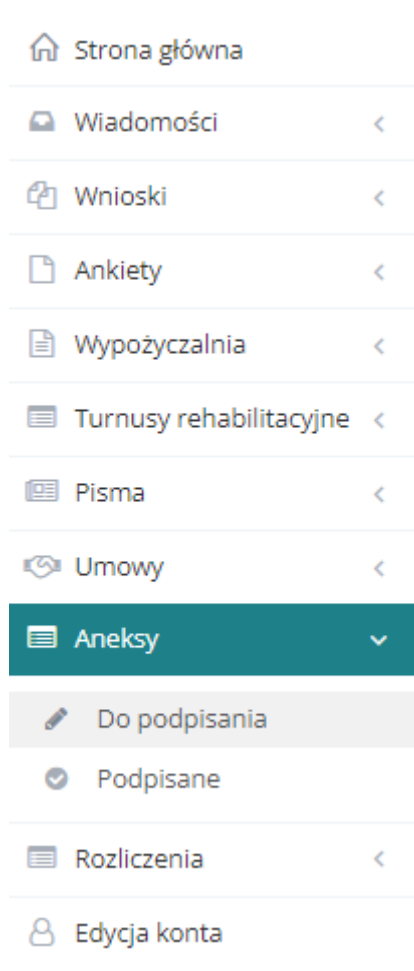 Strona główna
Wiadomości
Wnioski
Ankiety
Wypożyczalnia
Turnusy rehabilitacyjne
Pisma
Umowy
Aneksy
Do podpisania
Podpisane
Rozliczenia
Edycja konta